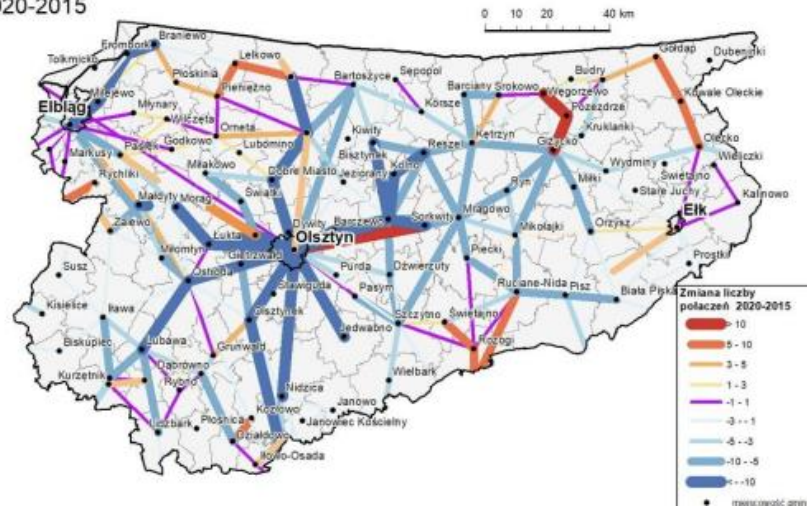 020-2015
0 10 20 40 km
Braniewo
Frombork
Tolkmicko
Lelkowo
Gołdap
Dubeninki
Płoskinia
Pieniężno
Bartoszyce
Sępopol
Budry
Barciany
Srokowo
Węgorzewo
Kowale Oleckie
Milejewo
Elbląg
Młynary
Wilczęta
Orneta
Korsze
Pozezdrze
Kruklanki
Godkowo
Lubomino
Kiwity
Kętrzyn
Giżycko
Olecko
Markusy
Pasłęk
Bisztynek
Reszel
Wieliczki
Miłakowo
Dobre Miasto
Jeziorany
Kolno
Wydminy
Świętajno
Rychliki
Świątki
Ryn
Miłki
Stare Juchy
Kalinowo
Małdyty
Morąg
Ełk
Zalewo
Dywity
Barczewo
Sorkwity
Mrągowo
Mikołajki
Orzysz
Łukta
Olsztyn
Miłomłyn
Gietrzwałd
Piecki
Prostki
Susz
Ostróda
Purda
Dźwierzuty
Stawiguda
Pasym
Ruciane-Nida
Pisz
Biała Piska
Kisielice
Iława
Olsztynek
Szczytno
Świętajno
Biskupiec
Lubawa
Grunwald
Jedwabno
Rozogi
Kurzętnik
Dąbrówno
Rybno
Nidzica
Wielbark
Kozłowo
Janowo
Płośnica
Janowiec Kościelny
Lidzbark
Działdowo
Iłowo-Osada
Zmiana liczby
połaczeń 2020-2015
> 10
5 - 10
3 - 5
1 - 3
-1 - 1
-3 - -1
-5 - -3
-10 - -5
< - -10
miejscowość gminna